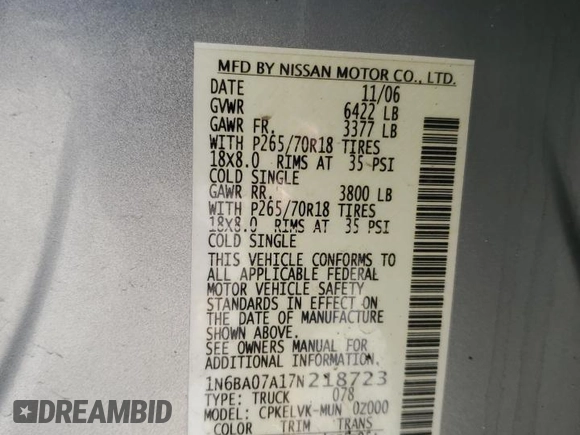 MFD BY NISSAN MOTOR CO., LTD.
DATE 11/06
GVWR 6422 LB
GAWR FR. 3377 LB
WITH P265/70R18 TIRES
18X8.0 RIMS AT 35 PSI
COLD SINGLE
GAWR RR. 3800 LB
WITH P265/70R18 TIRES
18X8.0 RIMS AT 35 PSI
COLD SINGLE
THIS VEHICLE CONFORMS TO
ALL APPLICABLE FEDERAL
MOTOR VEHICLE SAFETY
STANDARDS IN EFFECT ON
THE DATE OF MANUFACTURE
SHOWN ABOVE.
SEE OWNERS MANUAL FOR
ADDITIONAL INFORMATION.
1N6BA07A17N218723
TYPE: TRUCK 078
MODEL: CPKELVK-MUN 0Z000
COLOR TRIM TRANS
DREAMBID